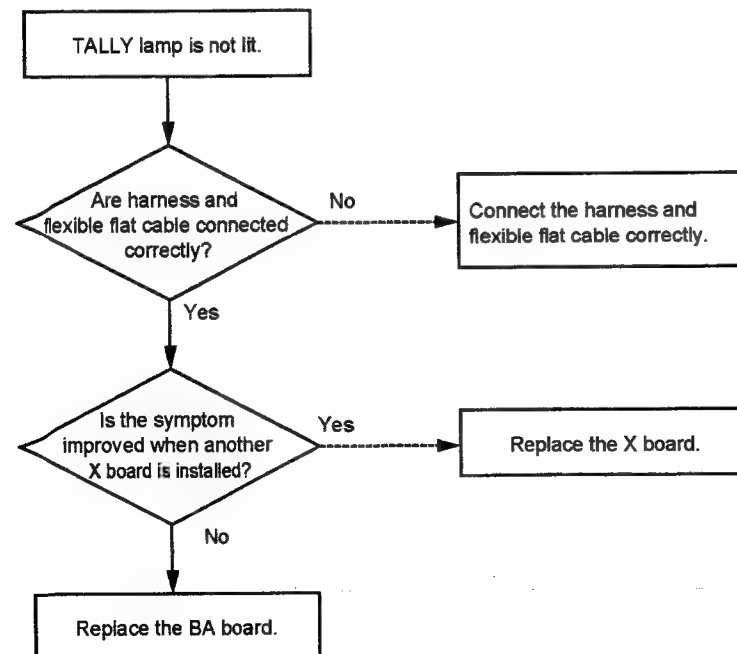 TALLY lamp is not lit.
Are harness and
flexible flat cable connected
correctly?
No
Connect the harness and
flexible flat cable correctly.
Yes
Is the symptom
improved when another
X board is installed?
Yes
Replace the X board.
No
Replace the BA board.